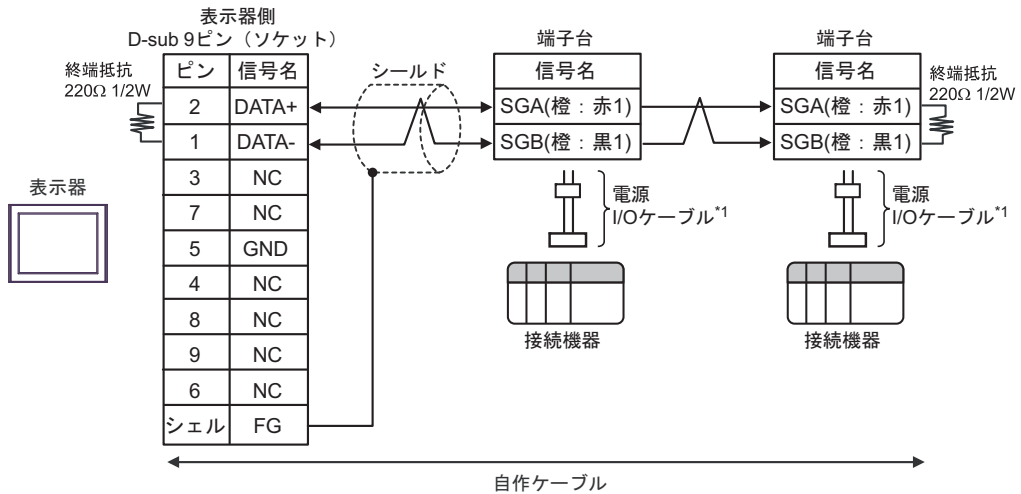 表示器側
D-sub 9ピン（ソケット）
終端抵抗
220Ω 1/2W
ピン 信号名
2 DATA+
1 DATA-
3 NC
7 NC
5 GND
4 NC
8 NC
9 NC
6 NC
シェル FG
表示器
シールド
端子台
信号名
SGA(橙：赤1)
SGB(橙：黒1)
電源
I/Oケーブル*1
接続機器
端子台
信号名
SGA(橙：赤1)
SGB(橙：黒1)
終端抵抗
220Ω 1/2W
電源
I/Oケーブル*1
接続機器
自作ケーブル